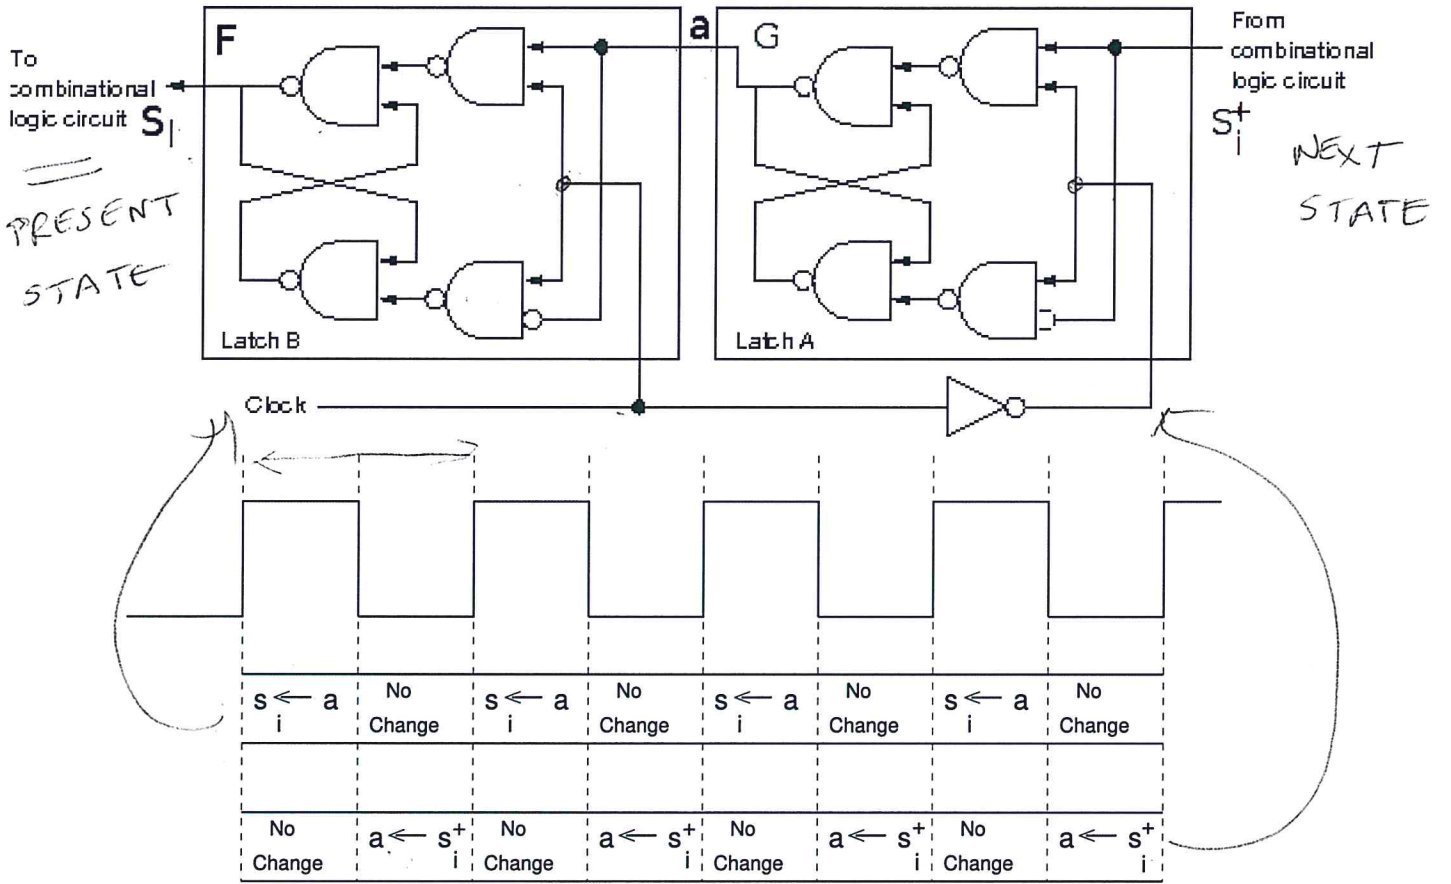 F
a
G
From
combinational
logic circuit
To
combinational
logic circuit
Si
S+i
NEXT
STATE
PRESENT
STATE
Latch B
Latch A
Clock
s i ← a
No Change
s i ← a
No Change
s i ← a
No Change
s i ← a
No Change
No Change
a ← s+i
No Change
a ← s+i
No Change
a ← s+i
No Change
a ← s+i